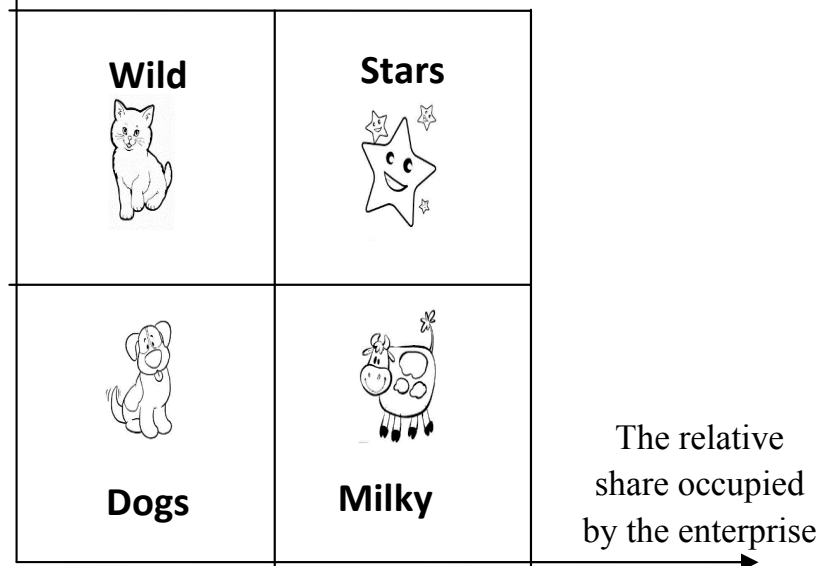 Wild
Stars
Dogs
Milky
The relative
share occupied
by the enterprise